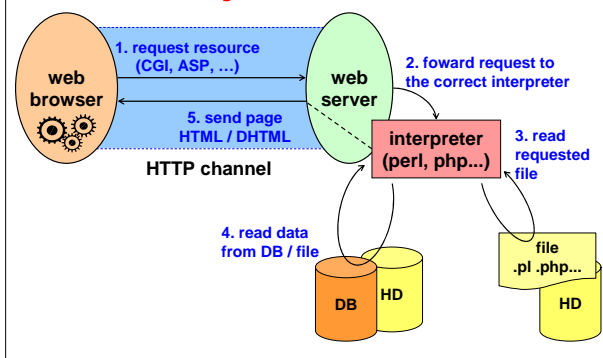 1. request resource
(CGI, ASP, …)
web
browser
web
server
2. foward request to
the correct interpreter
5. send page
HTML / DHTML
HTTP channel
interpreter
(perl, php...)
3. read
requested
file
4. read data
from DB / file
file
.pl .php...
DB
HD
HD